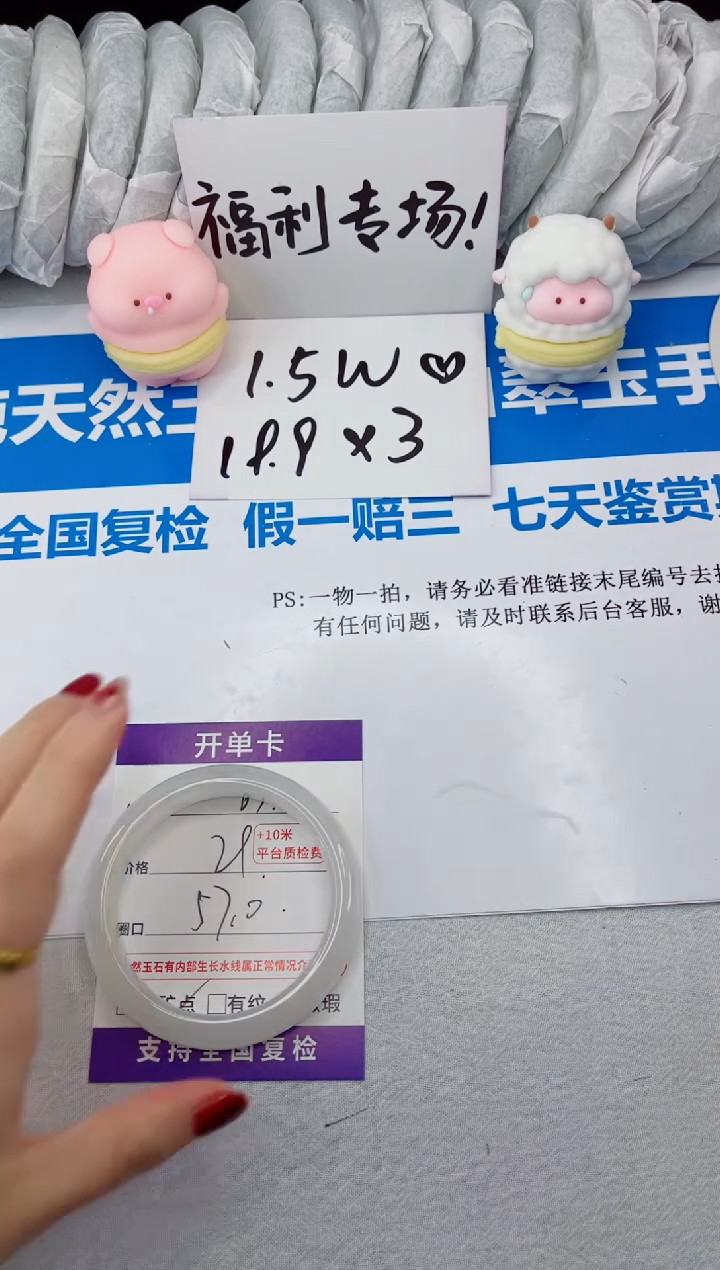 福利专场!
1.5W♡
18.9×3
天然
翠玉手
全国复检 假一赔三 七天鉴赏
PS:一物一拍，请务必看准链接末尾编号去
有任何问题，请及时联系后台客服，谢
开单卡
价格
+10米
平台质检费
圈口 57.0
然玉石有内部生长水线属正常情况
点 □有纹
支持全国复检